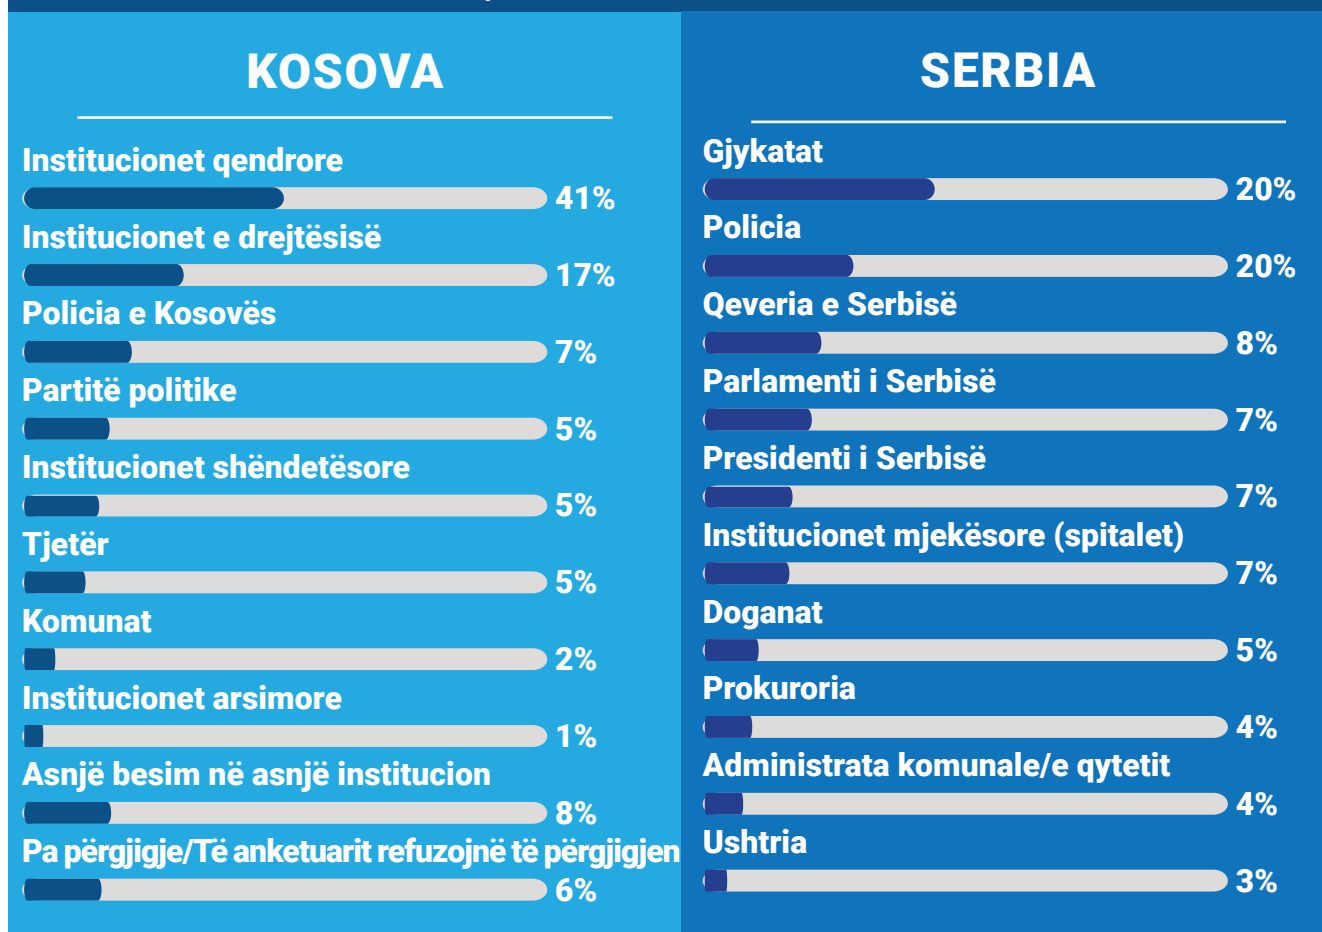 KOSOVA
Institucionet qendrore
41%
Institucionet e drejtësisë
17%
Policia e Kosovës
7%
Partitë politike
5%
Institucionet shëndetësore
5%
Tjetër
5%
Komunat
2%
Institucionet arsimore
1%
Asnjë besim në asnjë institucion
8%
Pa përgjigje/Të anketuarit refuzojnë të përgjigjen
6%
SERBIA
Gjykatat
20%
Policia
20%
Qeveria e Serbisë
8%
Parlamenti i Serbisë
7%
Presidenti i Serbisë
7%
Institucionet mjekësore (spitalet)
7%
Doganat
5%
Prokuroria
4%
Administrata komunale/e qytetit
4%
Ushtria
3%